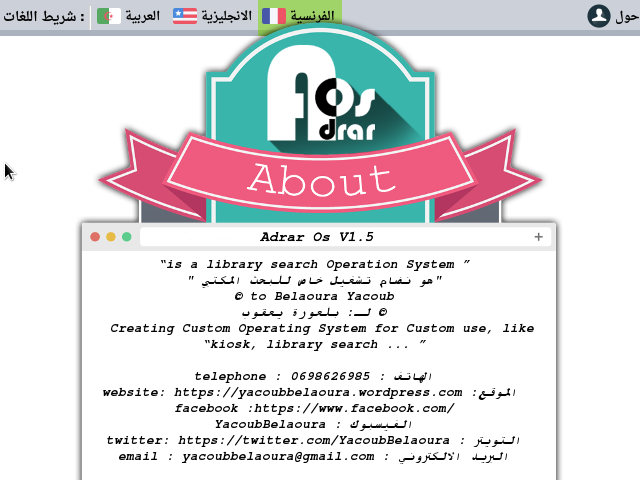 شريط اللغات : العربية الانجليزية الفرنسية حول
Adrar Os
About
Adrar Os V1.5 +
“is a library search Operation System ”
"هو نضام تشغيل خاص للبحث المكتبي "
© to Belaoura Yacoub
© لـ: بلعورة يعقوب
Creating Custom Operating System for Custom use, like
“kiosk, library search ... ”
telephone : 0698626985 : الهاتف
website: https://yacoubbelaoura.wordpress.com :الموقع
facebook :https://www.facebook.com/
YacoubBelaoura : الفيسبوك
twitter: https://twitter.com/YacoubBelaoura : التويتر
email : yacoubbelaoura@gmail.com : البريد الالكتروني